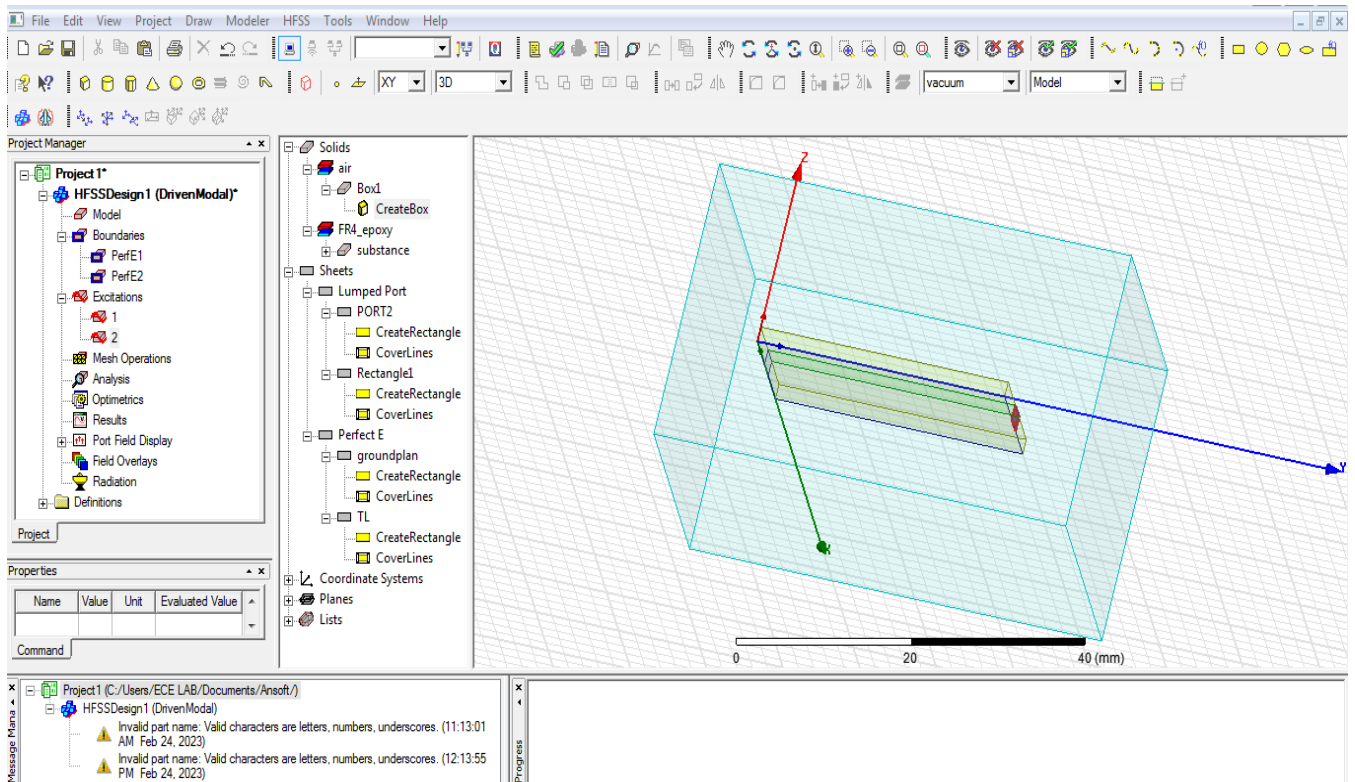 File Edit View Project Draw Modeler HFSS Tools Window Help
XY 3D vacuum Model
Project Manager
Project1*
HFSSDesign1 (DrivenModal)*
Model
Boundaries
PerfE1
PerfE2
Excitations
1
2
Mesh Operations
Analysis
Optimetrics
Results
Port Field Display
Field Overlays
Radiation
Definitions
Project
Properties
Name Value Unit Evaluated Value
Command
Solids
air
Box1
CreateBox
FR4_epoxy
substance
Sheets
Lumped Port
PORT2
CreateRectangle
CoverLines
Rectangle1
CreateRectangle
CoverLines
Perfect E
groundplan
CreateRectangle
CoverLines
TL
CreateRectangle
CoverLines
Coordinate Systems
Planes
Lists
Z
Y
X
0 20 40 (mm)
Message Mana
Project1 (C:/Users/ECE LAB/Documents/Ansoft/)
HFSSDesign1 (DrivenModal)
Invalid part name: Valid characters are letters, numbers, underscores. (11:13:01
AM Feb 24, 2023)
Invalid part name: Valid characters are letters, numbers, underscores. (12:13:55
PM Feb 24, 2023)
Progress